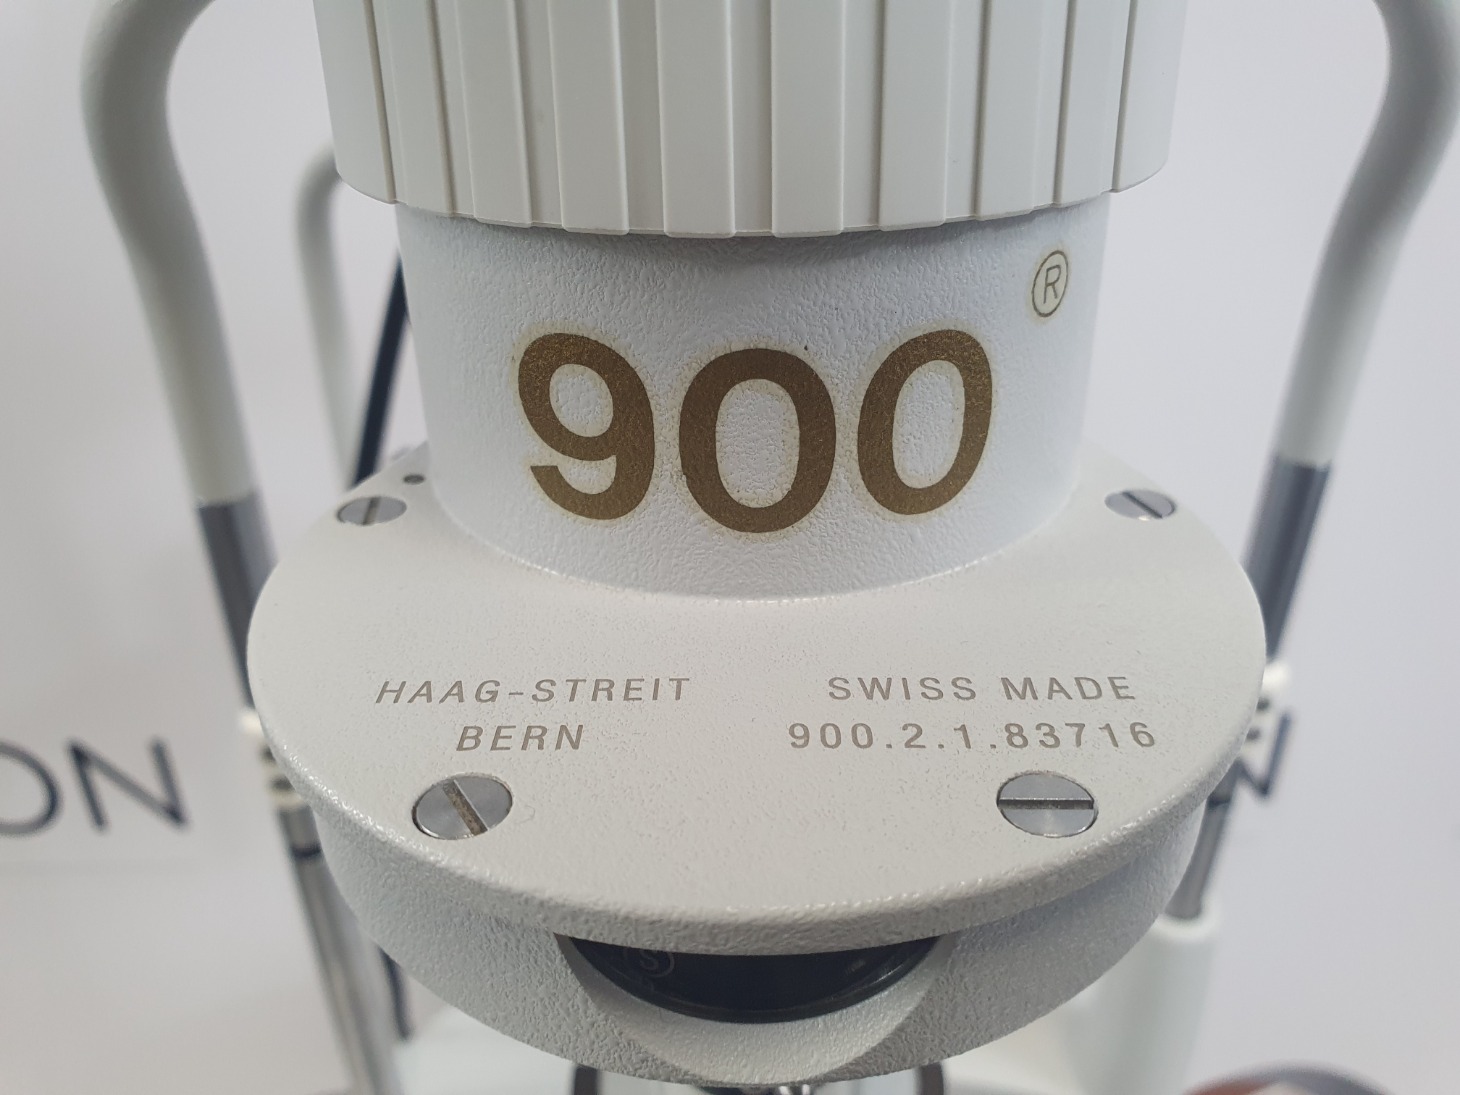 900®
HAAG-STREIT
BERN
SWISS MADE
900.2.1.83716
ON
N
S